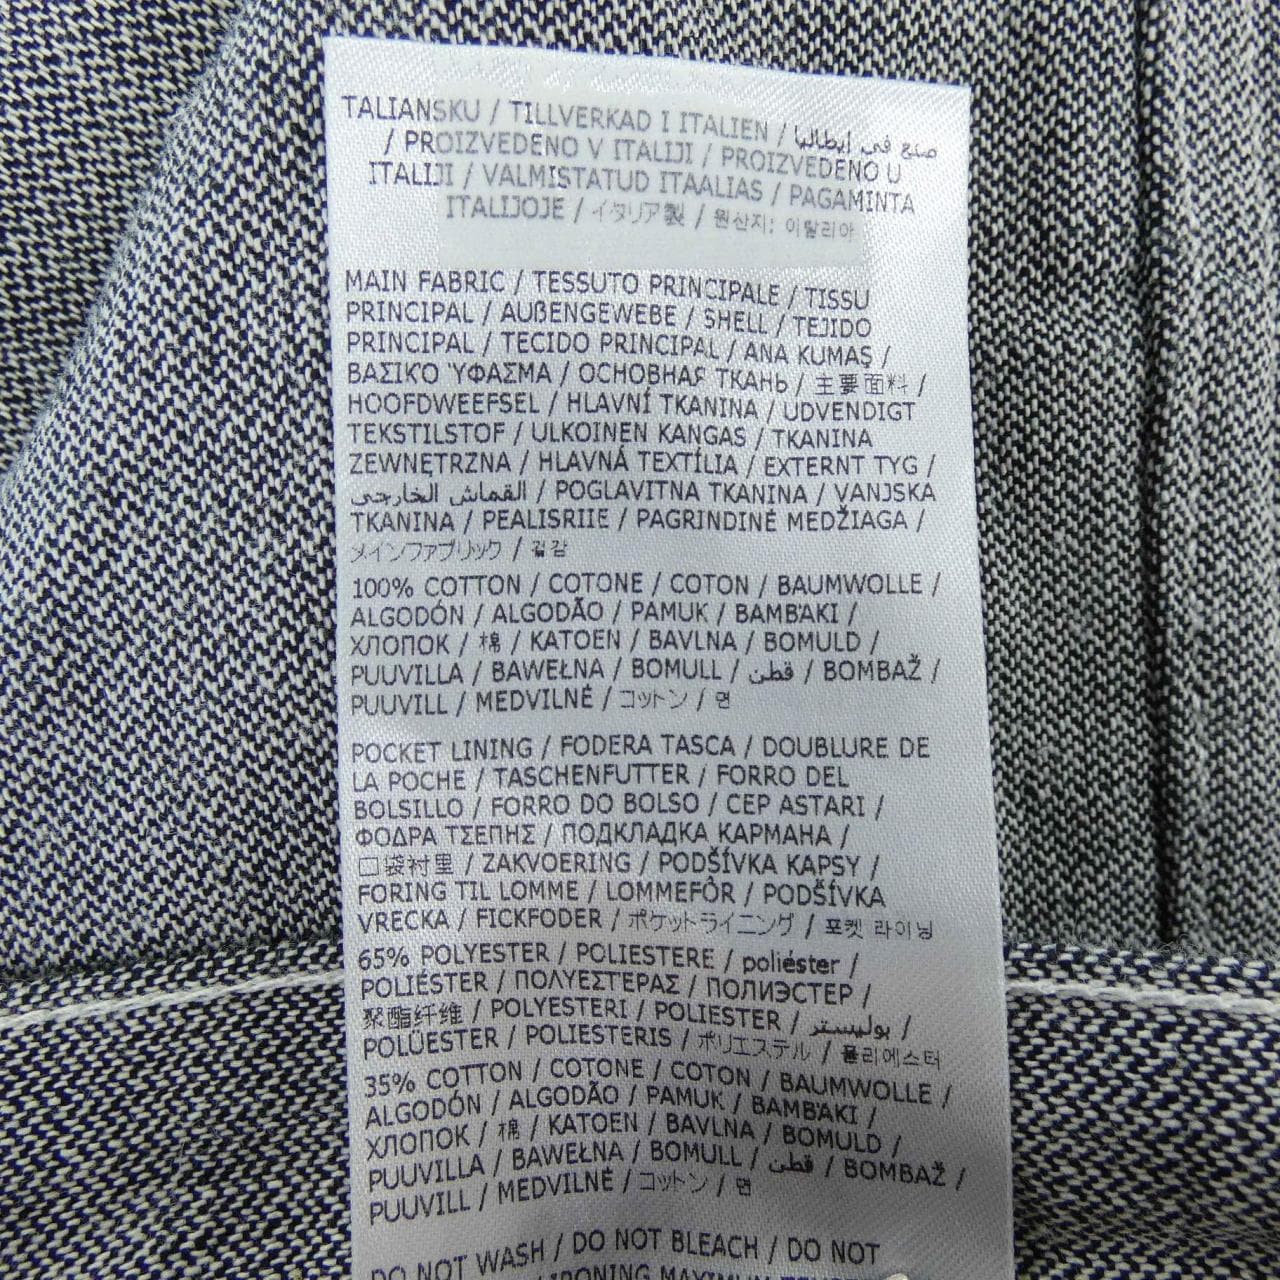 TALIANSKU / TILLVERKAD I ITALIEN / صنع في إيطاليا
/ PROIZVEDENO V ITALIJI / PROIZVEDENO U
ITALIJI / VALMISTATUD ITAALIAS / PAGAMINTA
ITALIJOJE / イタリア製 / 원산지: 이탈리아
MAIN FABRIC / TESSUTO PRINCIPALE / TISSU
PRINCIPAL / AUßENGEWEBE / SHELL / TEJIDO
PRINCIPAL / TECIDO PRINCIPAL / ANA KUMAŞ /
ΒΑΣΙΚΟ ΎΦΑΣΜΑ / ОСНОВНАЯ ТКАНЬ / 主要面料 /
HOOFDWEEFSEL / HLAVNÍ TKANINA / UDVENDIGT
TEKSTILSTOF / ULKOINEN KANGAS / TKANINA
ZEWNĘTRZNA / HLAVNÁ TEXTÍLIA / EXTERNT TYG /
القماش الخارجي / POGLAVITNA TKANINA / VANJSKA
TKANINA / PEALISRIIE / PAGRINDINĖ MEDŽIAGA /
メインファブリック / 겉감
100% COTTON / COTONE / COTON / BAUMWOLLE /
ALGODÓN / ALGODÃO / PAMUK / ΒΑΜΒΆΚΙ /
ХЛОПОК / 棉 / KATOEN / BAVLNA / BOMULD /
PUUVILLA / BAWEŁNA / BOMULL / قطن / BOMBAŽ /
PUUVILL / MEDVILNĖ / コットン / 면
POCKET LINING / FODERA TASCA / DOUBLURE DE
LA POCHE / TASCHENFUTTER / FORRO DEL
BOLSILLO / FORRO DO BOLSO / CEP ASTARI /
ΦΟΔΡΑ ΤΣΕΠΗΣ / ПОДКЛАДКА КАРМАНА /
口袋衬里 / ZAKVOERING / PODŠÍVKA KAPSY /
FORING TIL LOMME / LOMMEFÔR / PODŠÍVKA
VRECKA / FICKFODER / ポケットライニング / 포켓 라이닝
65% POLYESTER / POLIESTERE / poliéster /
POLIÉSTER / ΠΟΛΥΕΣΤΕΡΑΣ / ПОЛИЭСТЕР /
聚酯纤维 / POLYESTERI / POLIESTER / بوليستر /
POLÜESTER / POLIESTERIS / ポリエステル / 폴리에스터
35% COTTON / COTONE / COTON / BAUMWOLLE /
ALGODÓN / ALGODÃO / PAMUK / ΒΑΜΒΆΚΙ /
ХЛОПОК / 棉 / KATOEN / BAVLNA / BOMULD /
PUUVILLA / BAWEŁNA / BOMULL / قطن / BOMBAŽ /
PUUVILL / MEDVILNĖ / コットン / 면
DO NOT WASH / DO NOT BLEACH / DO NOT
IRONING MAXIMUM